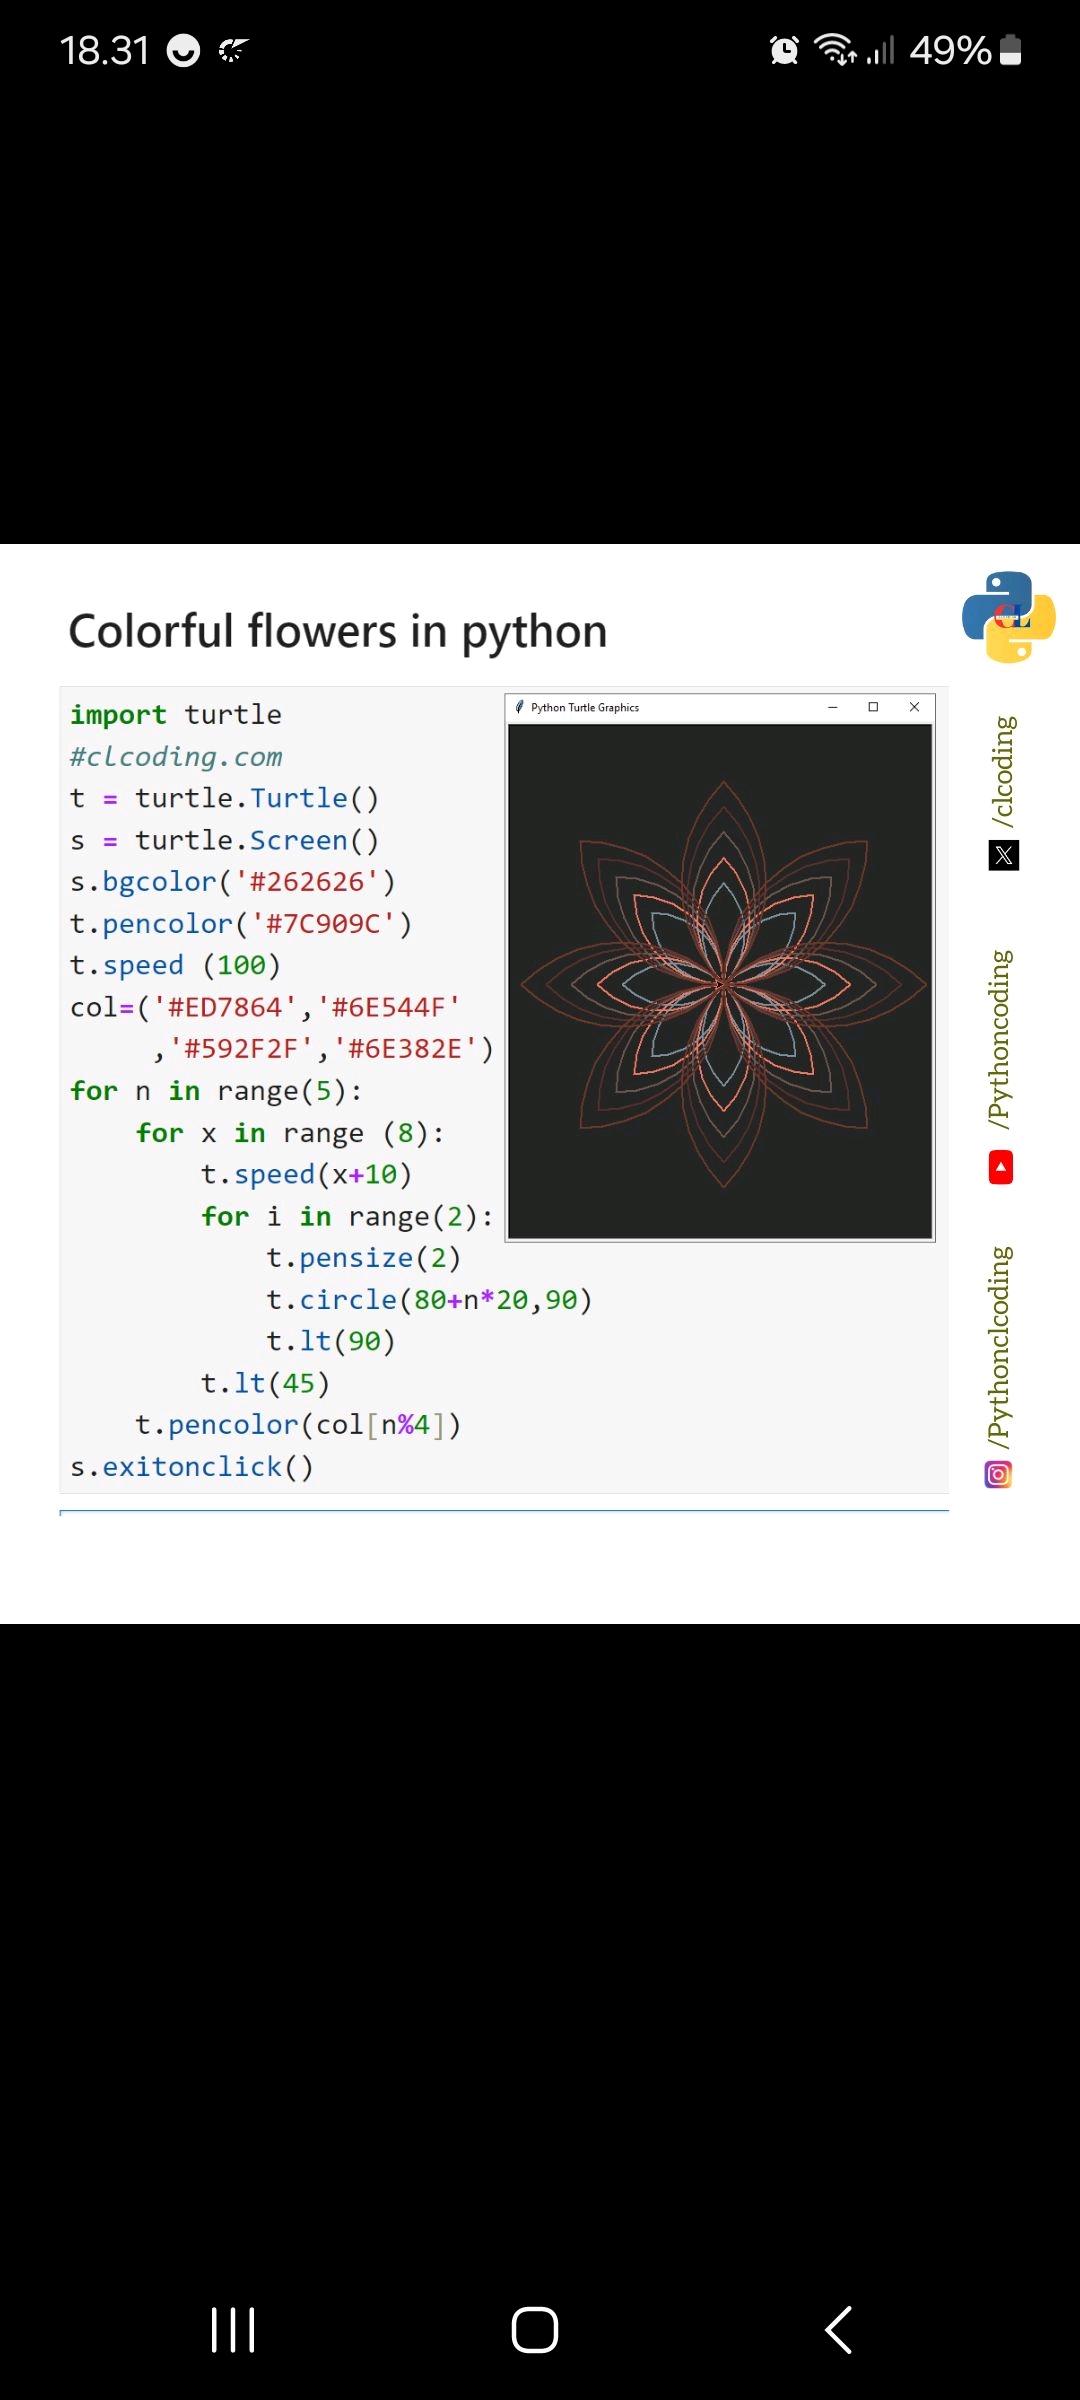 18.31
49%
Colorful flowers in python
import turtle
#clcoding.com
t = turtle.Turtle()
s = turtle.Screen()
s.bgcolor('#262626')
t.pencolor('#7C909C')
t.speed (100)
col=('#ED7864','#6E544F'
,'#592F2F','#6E382E')
for n in range(5):
for x in range (8):
t.speed(x+10)
for i in range(2):
t.pensize(2)
t.circle(80+n*20,90)
t.lt(90)
t.lt(45)
t.pencolor(col[n%4])
s.exitonclick()
Python Turtle Graphics
CL
/clcoding
/Pythoncoding
/Pythonclcoding